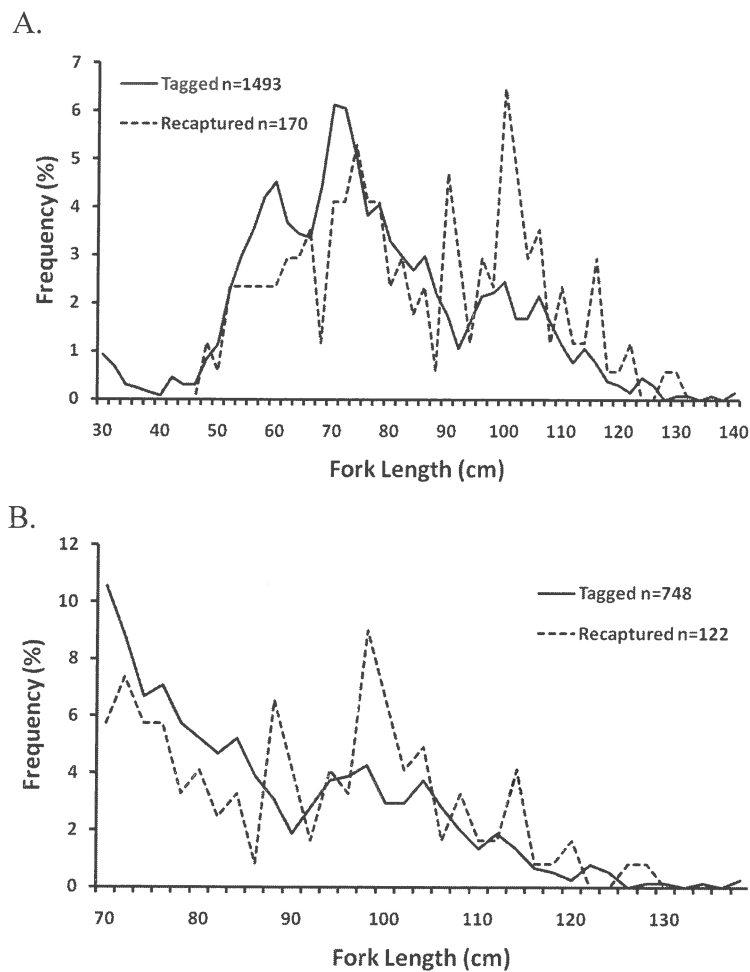 A.
7
6
5
4
3
2
1
0
Frequency (%)
Tagged n=1493
Recaptured n=170
30 40 50 60 70 80 90 100 110 120 130 140
Fork Length (cm)
B.
12
10
8
6
4
2
0
Frequency (%)
Tagged n=748
Recaptured n=122
70 80 90 100 110 120 130
Fork Length (cm)